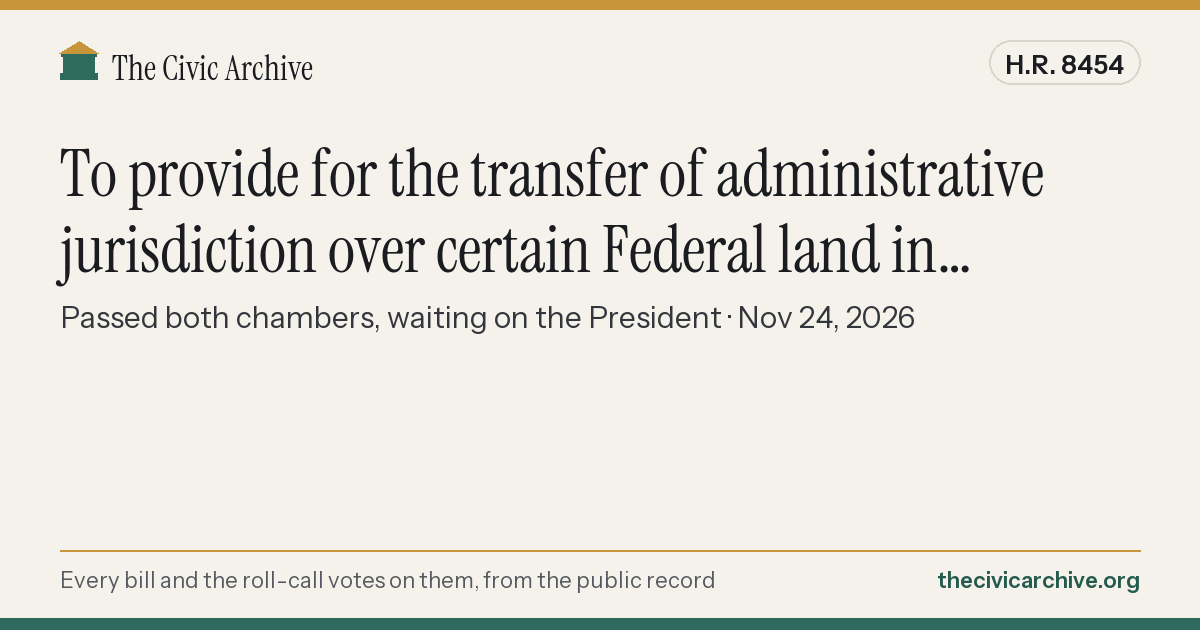 The Civic Archive
H.R. 8454
To provide for the transfer of administrative
jurisdiction over certain Federal land in...
Passed both chambers, waiting on the President · Nov 24, 2026
Every bill and the roll-call votes on them, from the public record
thecivicarchive.org